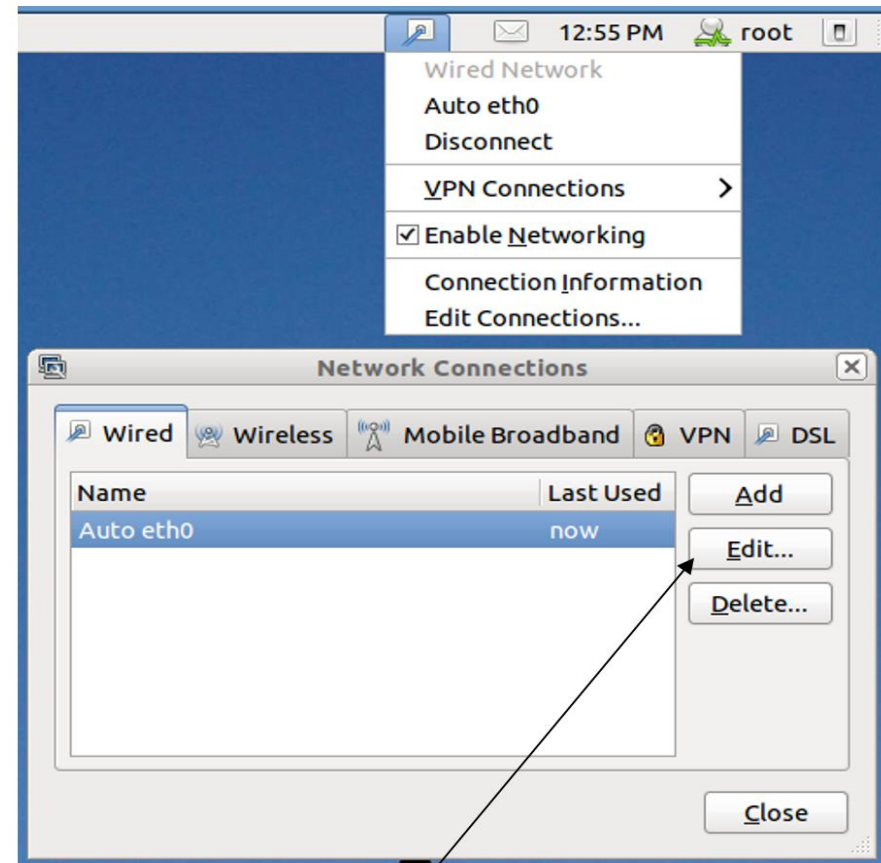 12:55 PM root
Wired Network
Auto eth0
Disconnect
VPN Connections
Enable Networking
Connection Information
Edit Connections...
Network Connections
Wired Wireless Mobile Broadband VPN DSL
Name Last Used Add
Auto eth0 now
Edit...
Delete...
Close